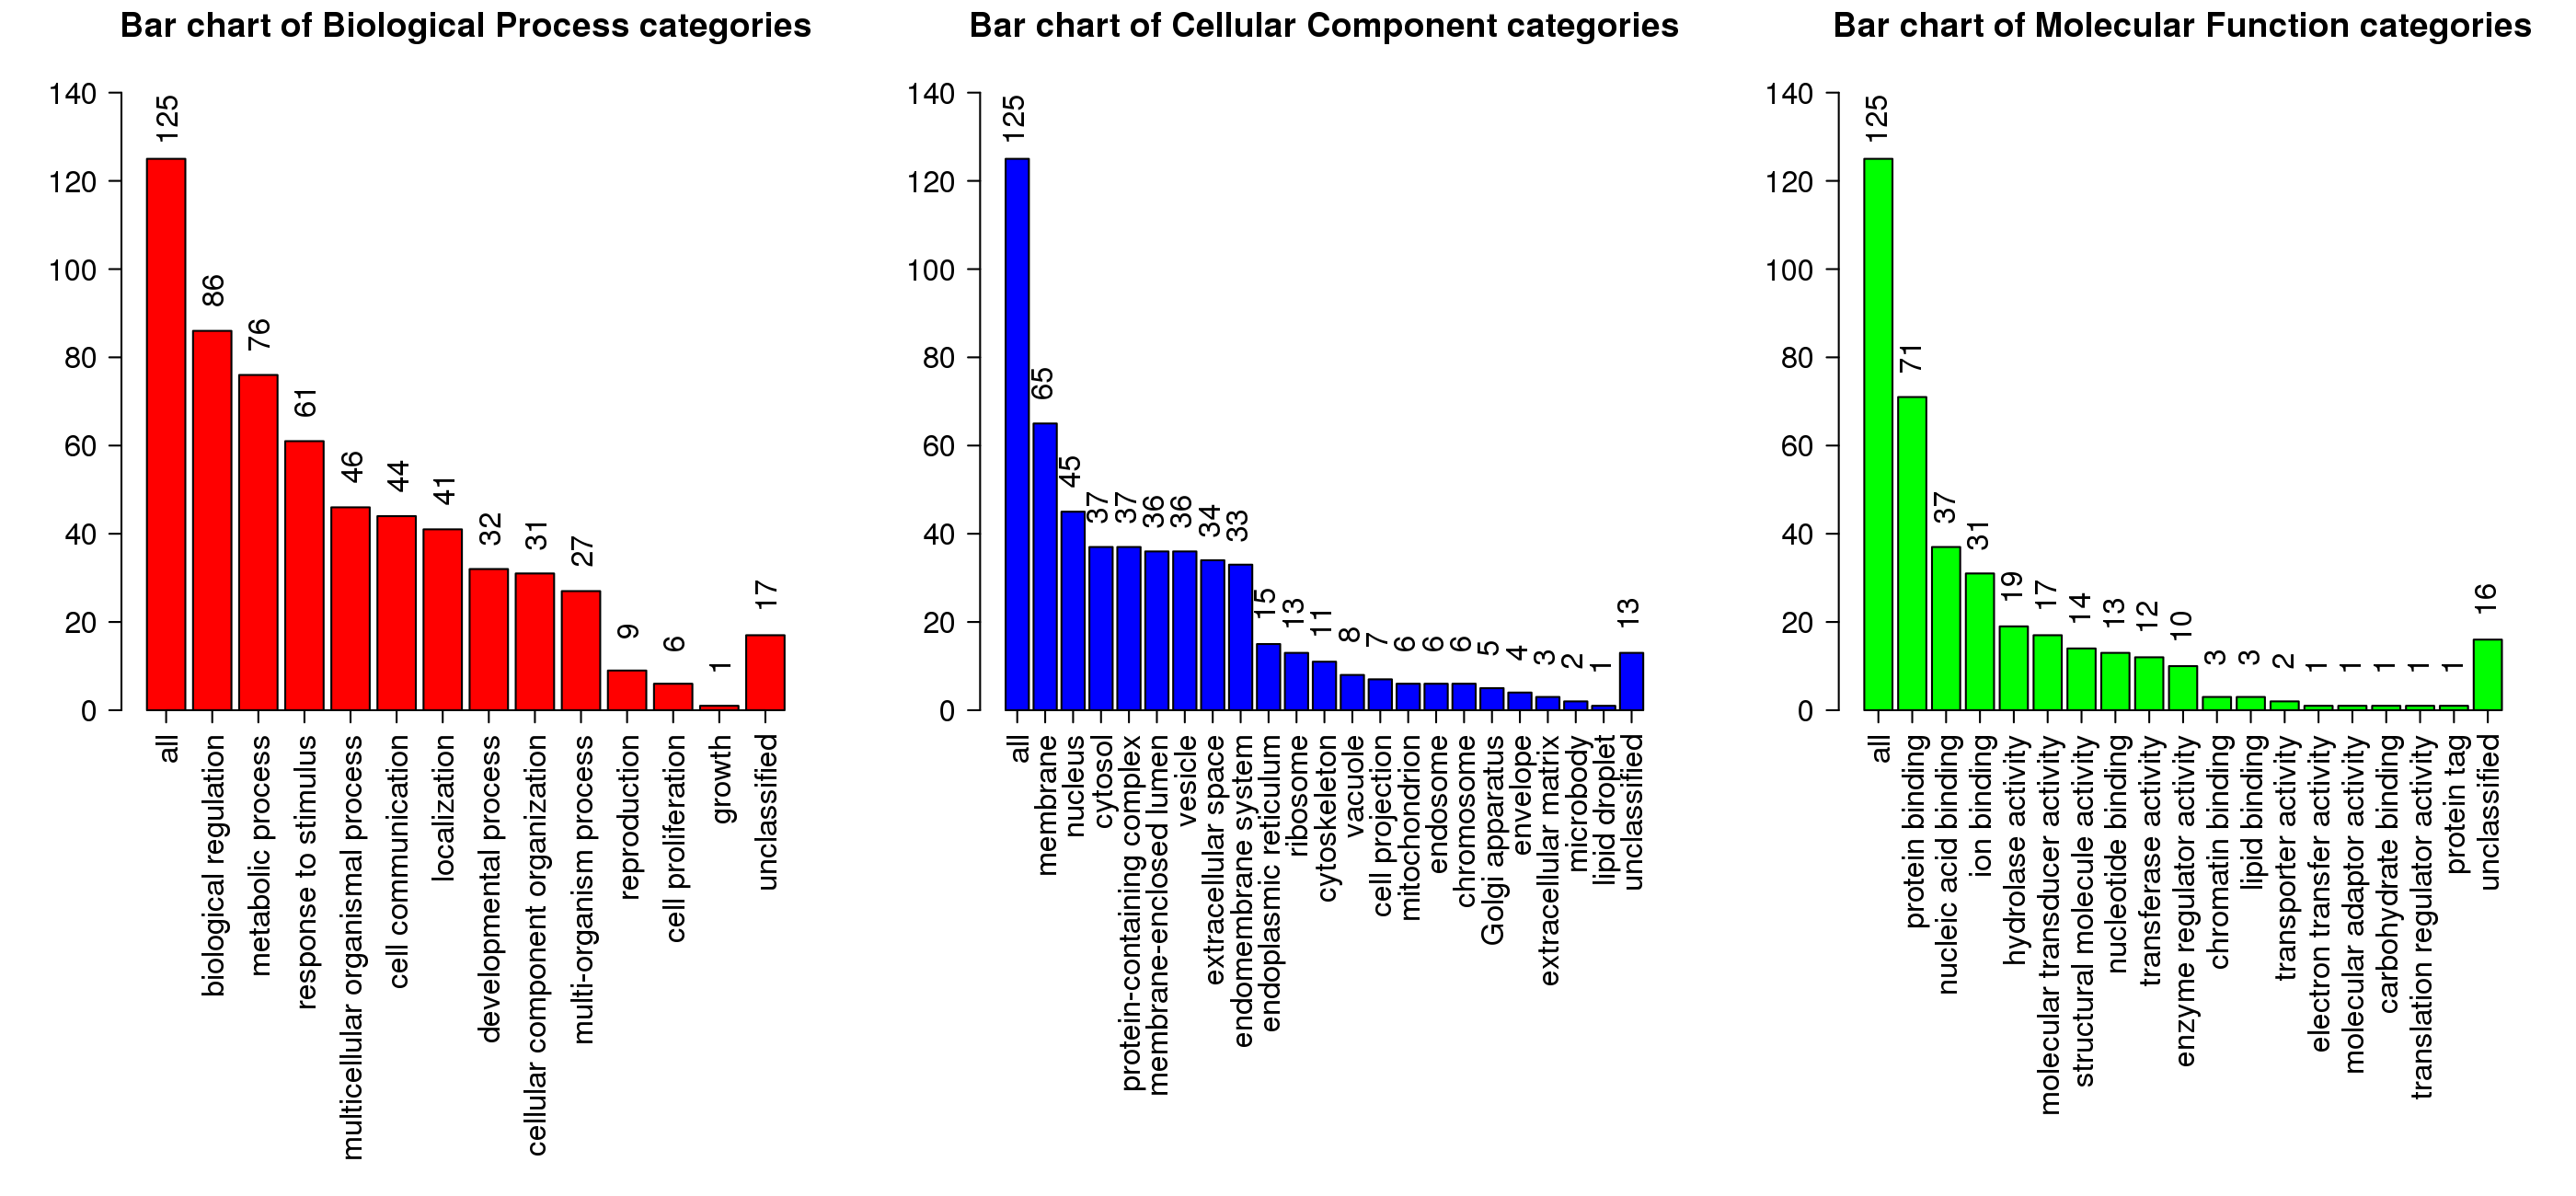 Bar chart of Biological Process categories
140
120
100
80
60
40
20
0
125
86
76
61
46
44
41
32
31
27
9
6
1
17
all
biological regulation
metabolic process
response to stimulus
multicellular organismal process
cell communication
localization
developmental process
cellular component organization
multi-organism process
reproduction
cell proliferation
growth
unclassified
Bar chart of Cellular Component categories
140
120
100
80
60
40
20
0
125
65
45
37
37
36
36
34
33
15
13
11
8
7
6
6
6
5
4
3
2
1
13
all
membrane
nucleus
cytosol
protein-containing complex
membrane-enclosed lumen
vesicle
extracellular space
endomembrane system
endoplasmic reticulum
ribosome
cytoskeleton
vacuole
cell projection
mitochondrion
endosome
chromosome
Golgi apparatus
envelope
extracellular matrix
microbody
lipid droplet
unclassified
Bar chart of Molecular Function categories
140
120
100
80
60
40
20
0
125
71
37
31
19
17
14
13
12
10
3
3
2
1
1
1
1
1
16
all
protein binding
nucleic acid binding
ion binding
hydrolase activity
molecular transducer activity
structural molecule activity
nucleotide binding
transferase activity
enzyme regulator activity
chromatin binding
lipid binding
transporter activity
electron transfer activity
molecular adaptor activity
carbohydrate binding
translation regulator activity
protein tag
unclassified